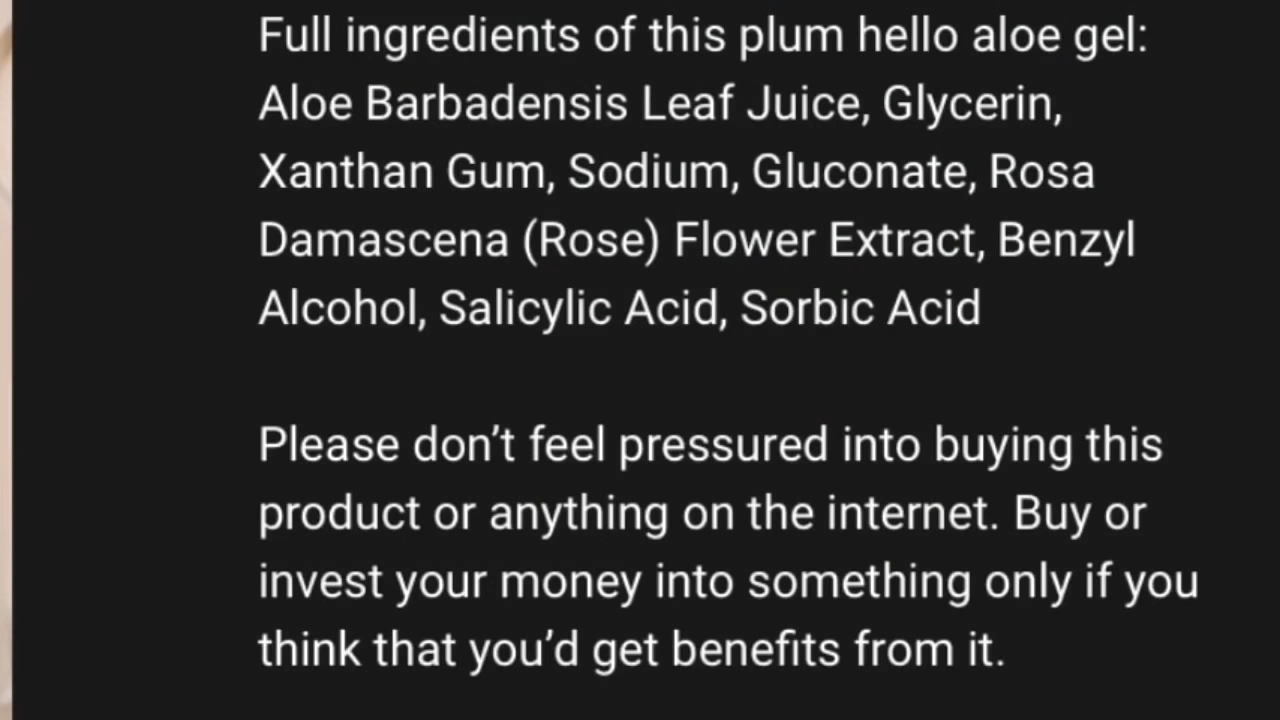 Full ingredients of this plum hello aloe gel:
Aloe Barbadensis Leaf Juice, Glycerin,
Xanthan Gum, Sodium, Gluconate, Rosa
Damascena (Rose) Flower Extract, Benzyl
Alcohol, Salicylic Acid, Sorbic Acid
Please don’t feel pressured into buying this
product or anything on the internet. Buy or
invest your money into something only if you
think that you’d get benefits from it.